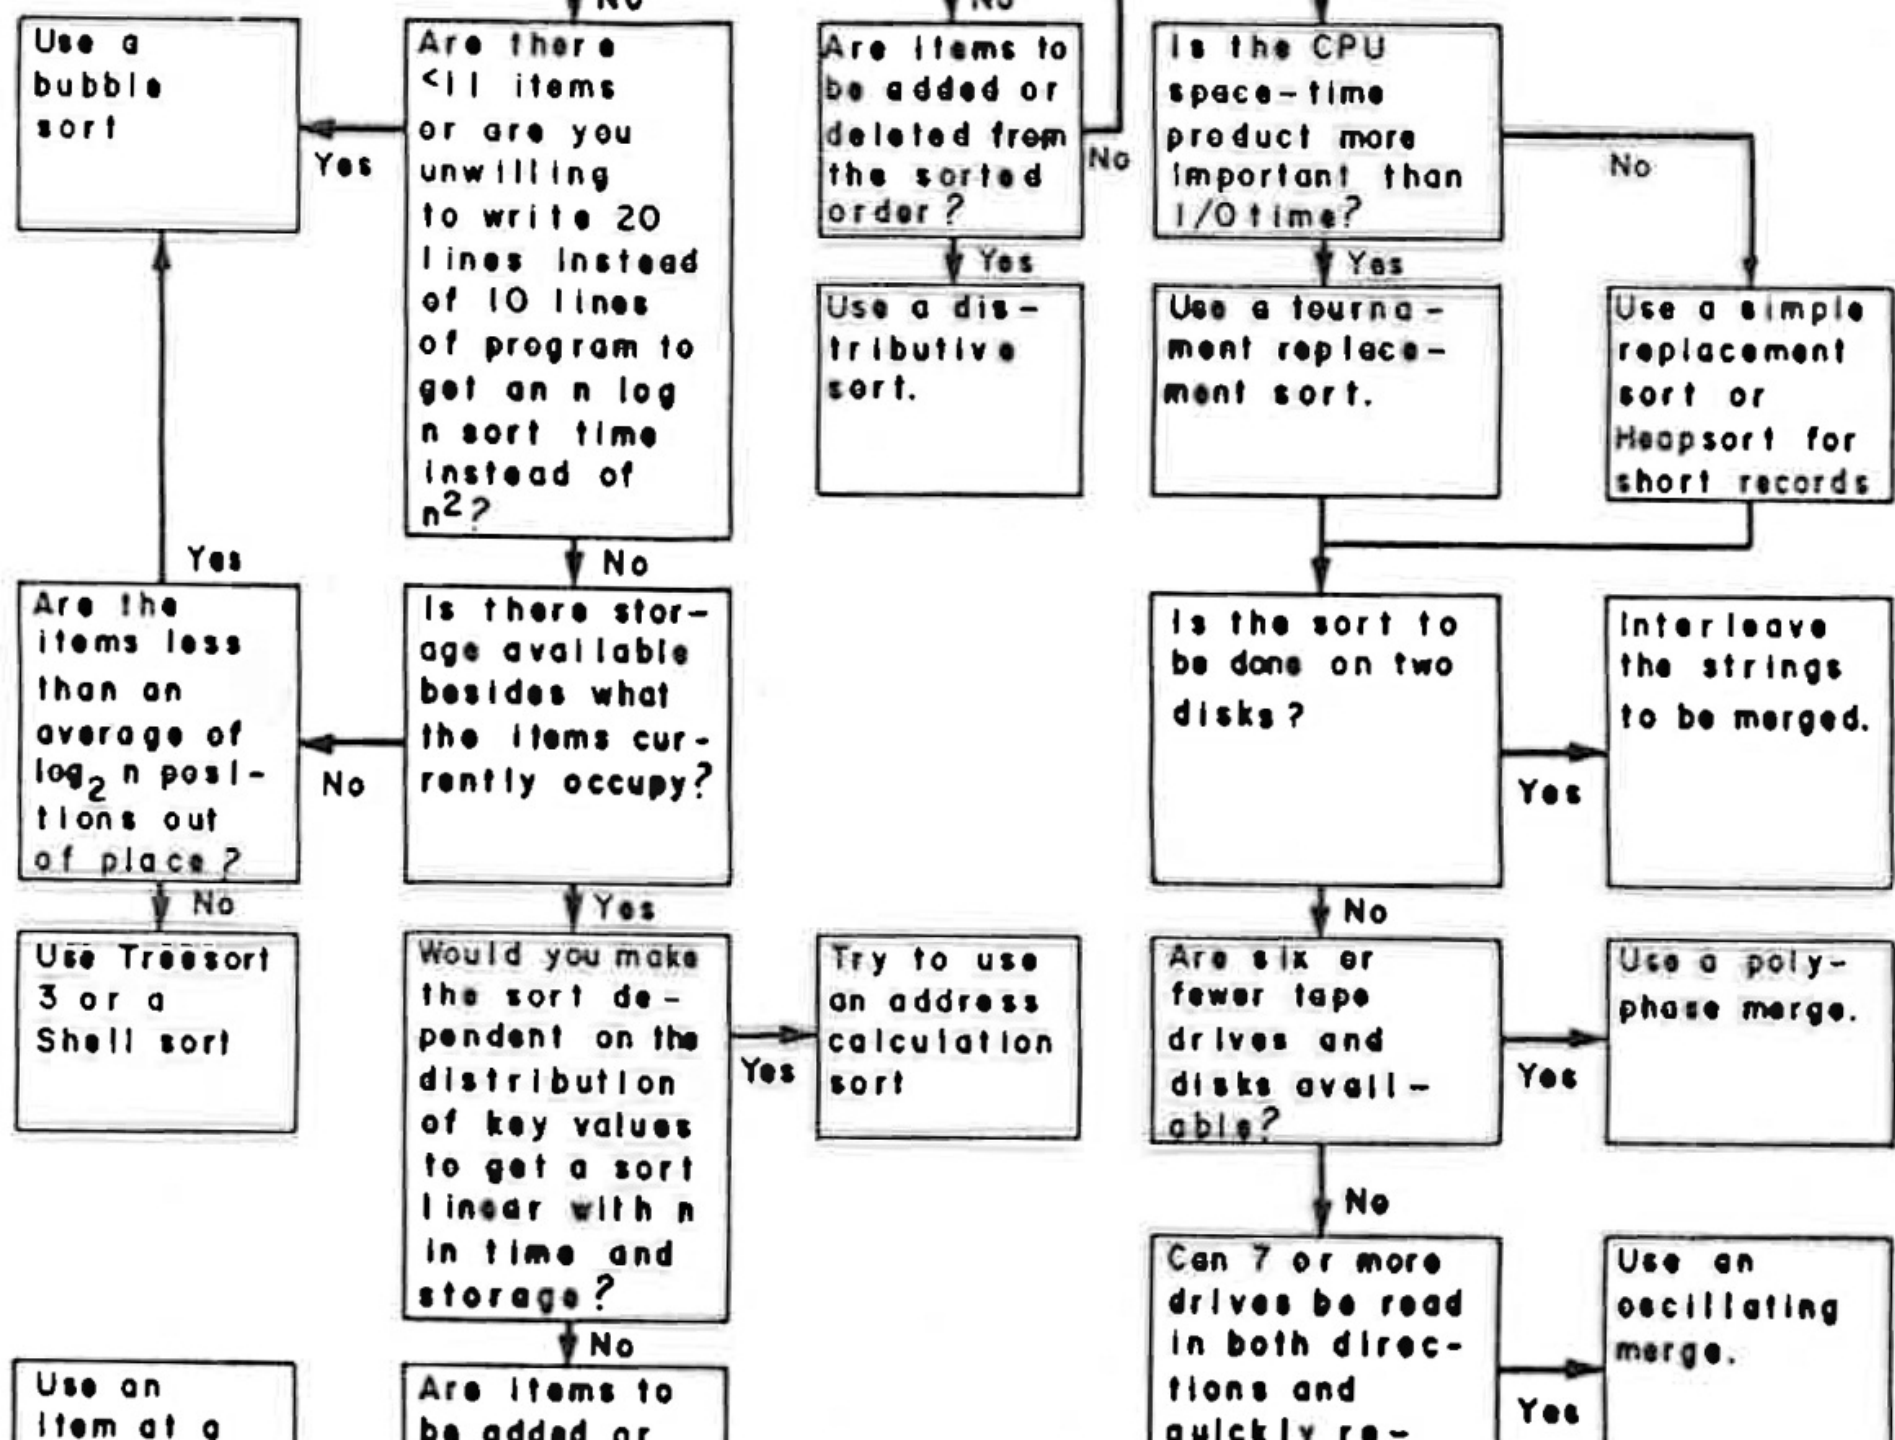 No
No
Use a
bubble
sort
Yes
Are there
<11 items
or are you
unwilling
to write 20
lines instead
of 10 lines
of program to
get an n log
n sort time
instead of
n²?
Are items to
be added or
deleted from
the sorted
order?
No
Is the CPU
space-time
product more
important than
I/O time?
No
Yes
Yes
Use a dis-
tributive
sort.
Use a tourna-
ment replace-
ment sort.
Use a simple
replacement
sort or
Heapsort for
short records
Yes
No
Are the
items less
than an
average of
log₂ n posi-
tions out
of place?
No
Is there stor-
age available
besides what
the items cur-
rently occupy?
Is the sort to
be done on two
disks?
Yes
Interleave
the strings
to be merged.
No
Yes
No
Use Treesort
3 or a
Shell sort
Would you make
the sort de-
pendent on the
distribution
of key values
to get a sort
linear with n
in time and
storage?
Yes
Try to use
an address
calculation
sort
Are six or
fewer tape
drives and
disks avail-
able?
Yes
Use a poly-
phase merge.
No
No
Can 7 or more
drives be read
in both direc-
tions and
quickly re-
Yes
Use an
oscillating
merge.
Use an
item at a
Are items to
be added or